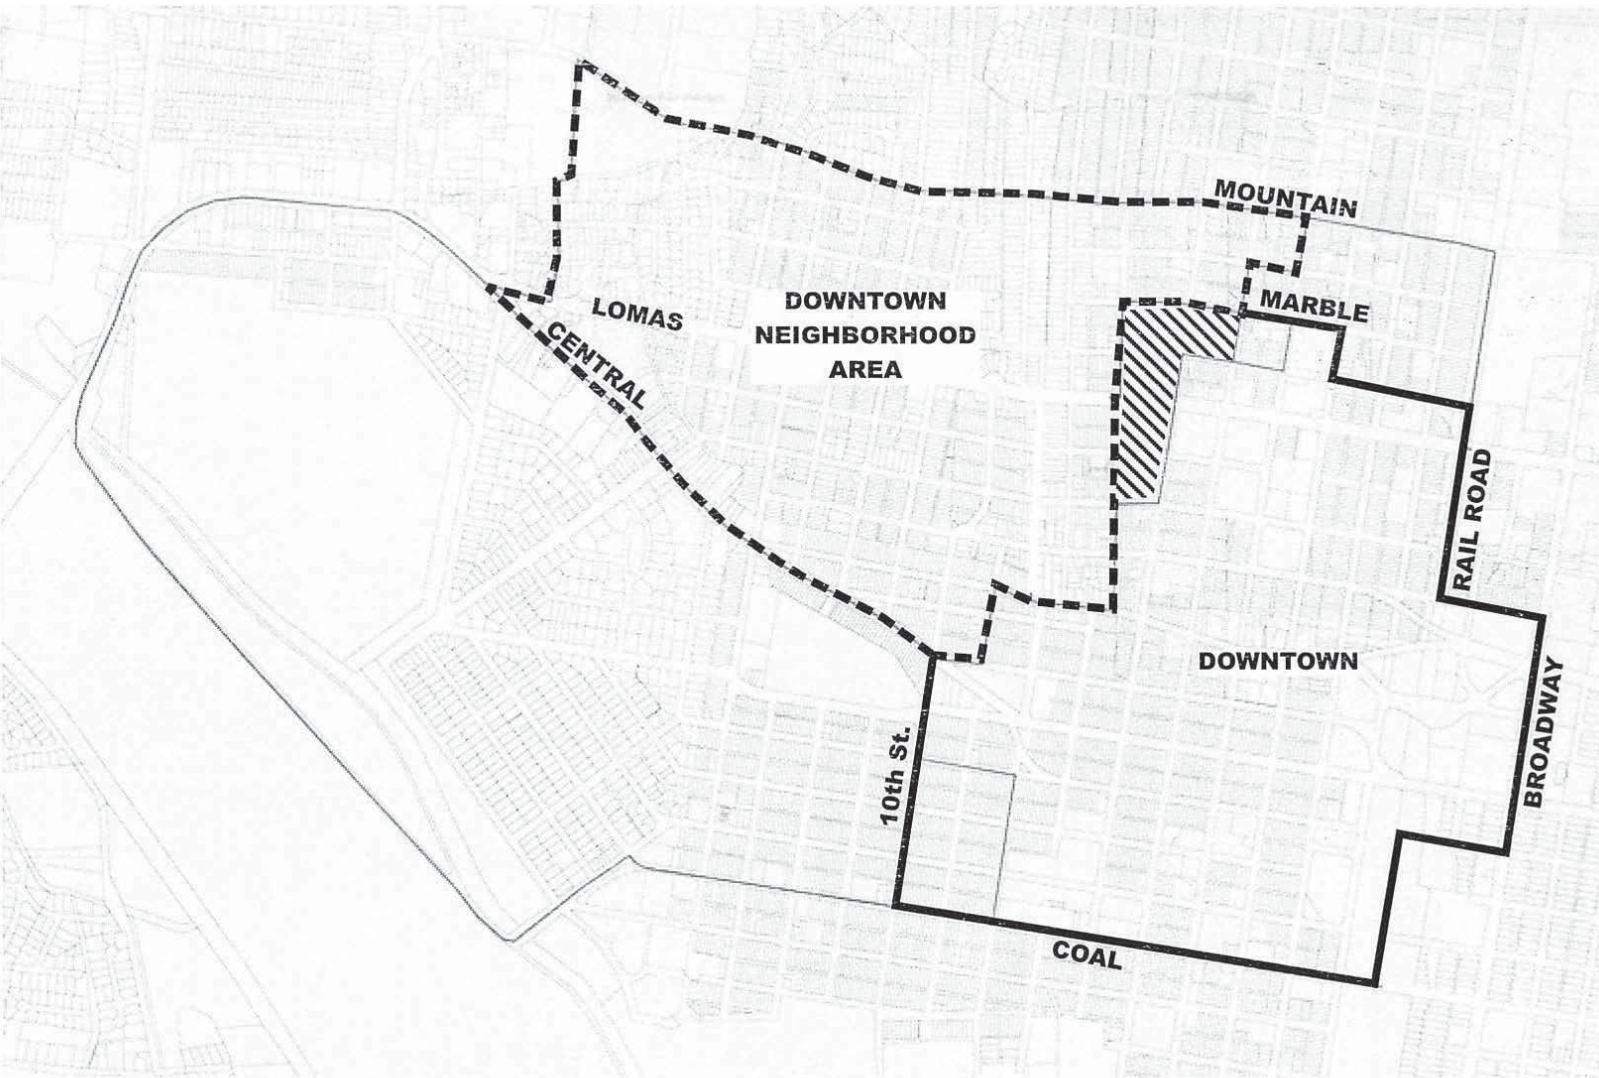 MOUNTAIN
MARBLE
LOMAS
DOWNTOWN
NEIGHBORHOOD
AREA
CENTRAL
RAIL ROAD
DOWNTOWN
BROADWAY
10th St.
COAL